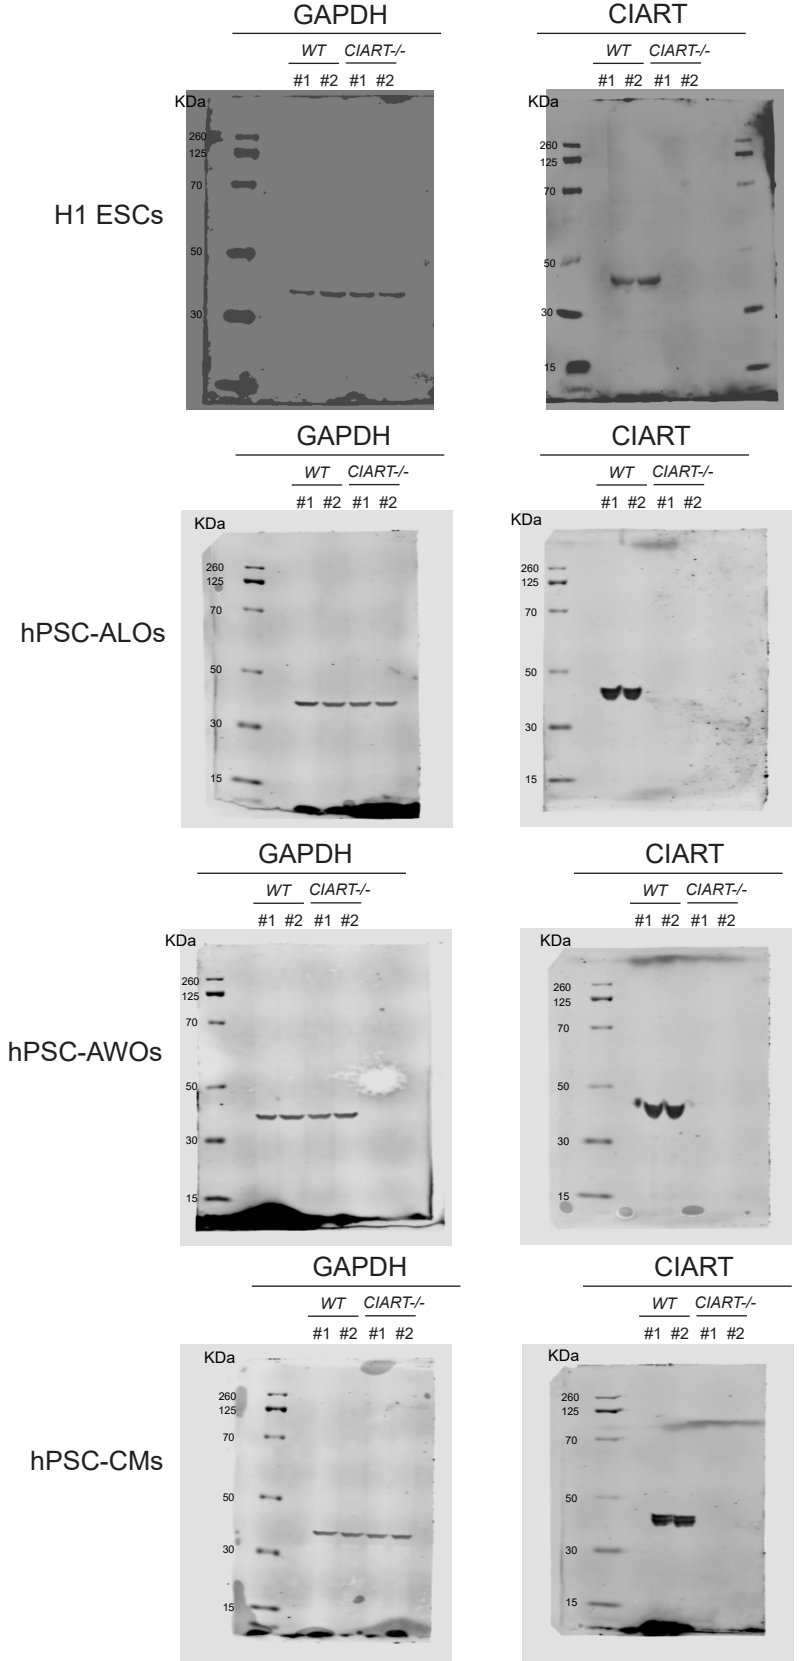 GAPDH CIART
WT CIART-/- WT CIART-/-
#1 #2 #1 #2 #1 #2 #1 #2
KDa KDa
260 260
125 125
70 70
H1 ESCs
50 50
30 30
15
GAPDH CIART
WT CIART-/- WT CIART-/-
#1 #2 #1 #2 #1 #2 #1 #2
KDa KDa
260 260
125 125
70 70
hPSC-ALOs
50 50
30 30
15 15
GAPDH CIART
WT CIART-/- WT CIART-/-
#1 #2 #1 #2 #1 #2 #1 #2
KDa KDa
260 260
125 125
70 70
hPSC-AWOs
50 50
30 30
15 15
GAPDH CIART
WT CIART-/- WT CIART-/-
#1 #2 #1 #2 #1 #2 #1 #2
KDa KDa
260 260
125 125
70 70
hPSC-CMs
50 50
30 30
15 15